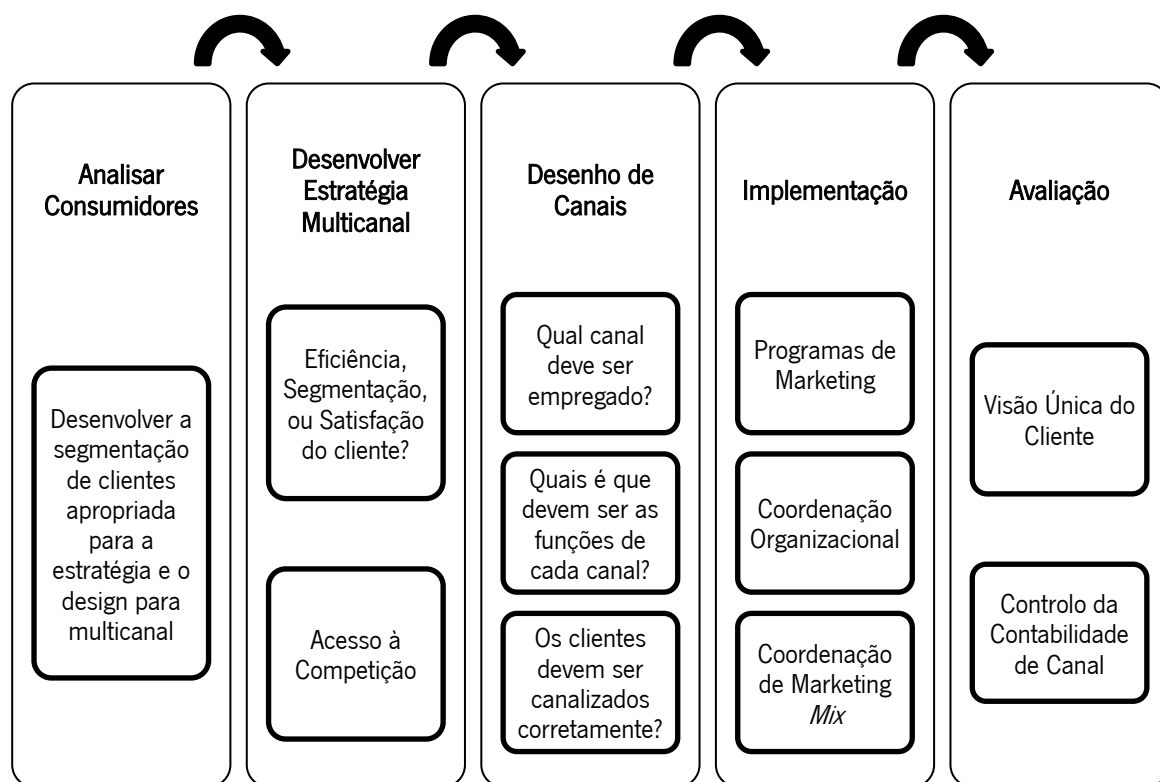 Analisar
Consumidores
Desenvolver a
segmentação
de clientes
apropriada
para a
estratégia e o
design para
multicanal
Desenvolver
Estratégia
Multicanal
Eficiência,
Segmentação,
ou Satisfação
do cliente?
Acesso à
Competição
Desenho de
Canais
Qual canal
deve ser
empregado?
Quais é que
devem ser as
funções de
cada canal?
Os clientes
devem ser
canalizados
corretamente?
Implementação
Programas de
Marketing
Coordenação
Organizacional
Coordenação
de Marketing
Mix
Avaliação
Visão Única do
Cliente
Controlo da
Contabilidade
de Canal